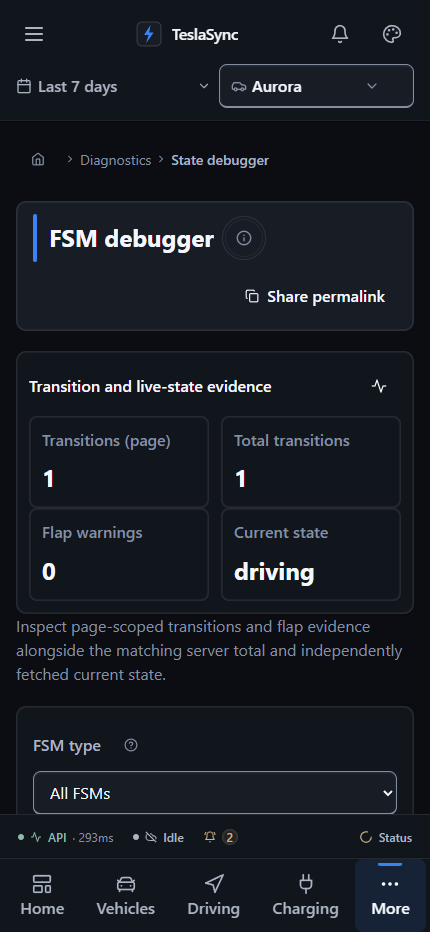 TeslaSync
Last 7 days
Aurora
Diagnostics
State debugger
FSM debugger
Share permalink
Transition and live-state evidence
Transitions (page)
1
Total transitions
1
Flap warnings
0
Current state
driving
Inspect page-scoped transitions and flap evidence
alongside the matching server total and independently
fetched current state.
FSM type
All FSMs
API · 293ms
Idle
2
Status
Home
Vehicles
Driving
Charging
More